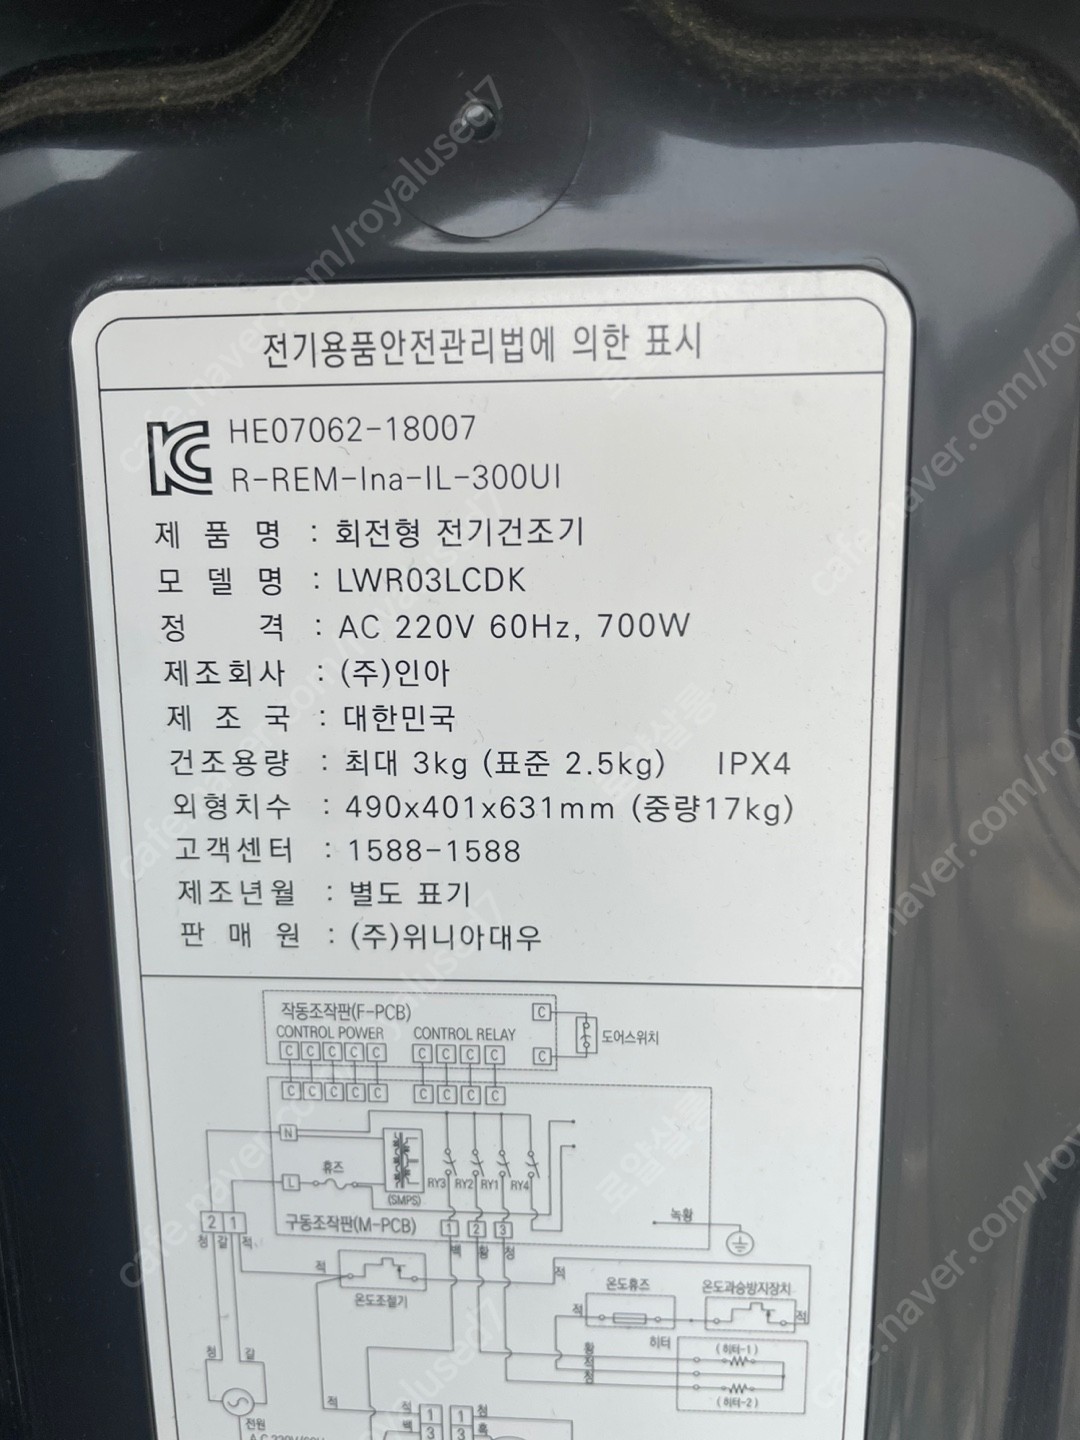 전기용품안전관리법에 의한 표시
HE07062-18007
R-REM-Ina-IL-300UI
제 품 명 : 회전형 전기건조기
모 델 명 : LWR03LCDK
정 격 : AC 220V 60Hz, 700W
제조회사 : (주)인아
제 조 국 : 대한민국
건조용량 : 최대 3kg (표준 2.5kg) IPX4
외형치수 : 490x401x631mm (중량17kg)
고객센터 : 1588-1588
제조년월 : 별도 표기
판 매 원 : (주)위니아대우
작동조작판(F-PCB)
CONTROL POWER CONTROL RELAY
C C C C C C C C C C
도어스위치
C
C C C C C C C C C
N
휴즈
L
(SMPS)
RY3 RY2 RY1 RY4
구동조작판(M-PCB)
1 2 3
녹황
2 1
청 갈 적
백 황 청
적
온도조절기
적
온도휴즈
온도과승방지장치
적
적
히터
(히터-1)
황
적
청
(히터-2)
청 갈
전원
적
적
백
1
3
1
3
청
흑
cafe.naver.com/royalused7
로얄살롱